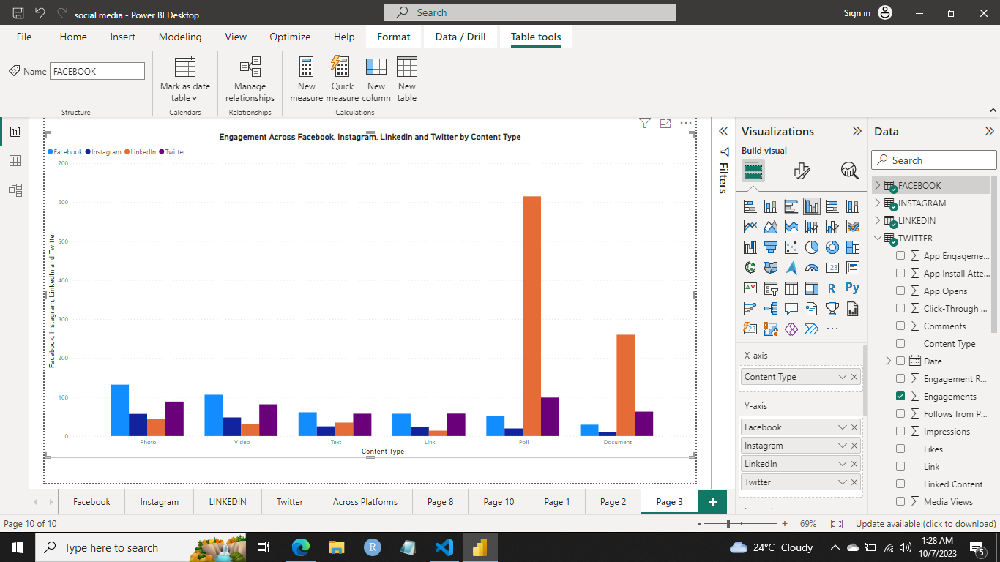 social media - Power BI Desktop
Search
Sign in
File Home Insert Modeling View Optimize Help Format Data / Drill Table tools
Name FACEBOOK
Mark as date table
Manage relationships
New measure
Quick measure
New column
New table
Structure Calendars Relationships Calculations
Engagement Across Facebook, Instagram, LinkedIn and Twitter by Content Type
Facebook Instagram LinkedIn Twitter
700
600
500
400
300
200
100
0
Facebook, Instagram, LinkedIn and Twitter
Photo Video Text Link Poll Document
Content Type
Filters
Visualizations
Build visual
R Py
123
123
X-axis
Content Type
Y-axis
Facebook
Instagram
LinkedIn
Twitter
Data
Search
FACEBOOK
INSTAGRAM
LINKEDIN
TWITTER
App Engageme...
App Install Atte...
App Opens
Click-Through ...
Comments
Content Type
Date
Engagement R...
Engagements
Follows from P...
Impressions
Likes
Link
Linked Content
Media Views
Facebook Instagram LINKEDIN Twitter Across Platforms Page 8 Page 10 Page 1 Page 2 Page 3 +
Page 10 of 10
- + 69% Update available (click to download)
Type here to search
R
24°C Cloudy
1:28 AM
10/7/2023
5